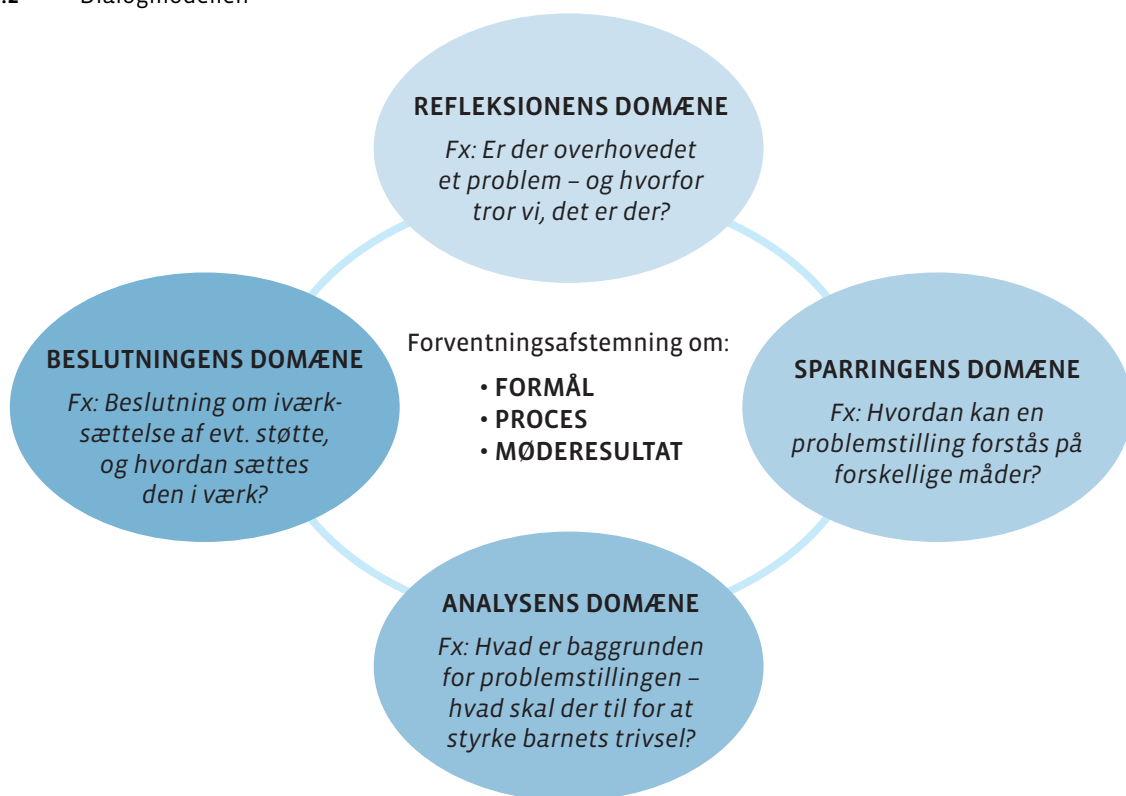 Dialogmodellen
REFLEKSIONENS DOMÆNE
Fx: Er der overhovedet
et problem – og hvorfor
tror vi, det er der?
BESLUTNINGENS DOMÆNE
Fx: Beslutning om iværk-
sættelse af evt. støtte,
og hvordan sættes
den i værk?
Forventningsafstemning om:
• FORMÅL
• PROCES
• MØDERESULTAT
SPARRINGENS DOMÆNE
Fx: Hvordan kan en
problemstilling forstås på
forskellige måder?
ANALYSENS DOMÆNE
Fx: Hvad er baggrunden
for problemstillingen –
hvad skal der til for at
styrke barnets trivsel?